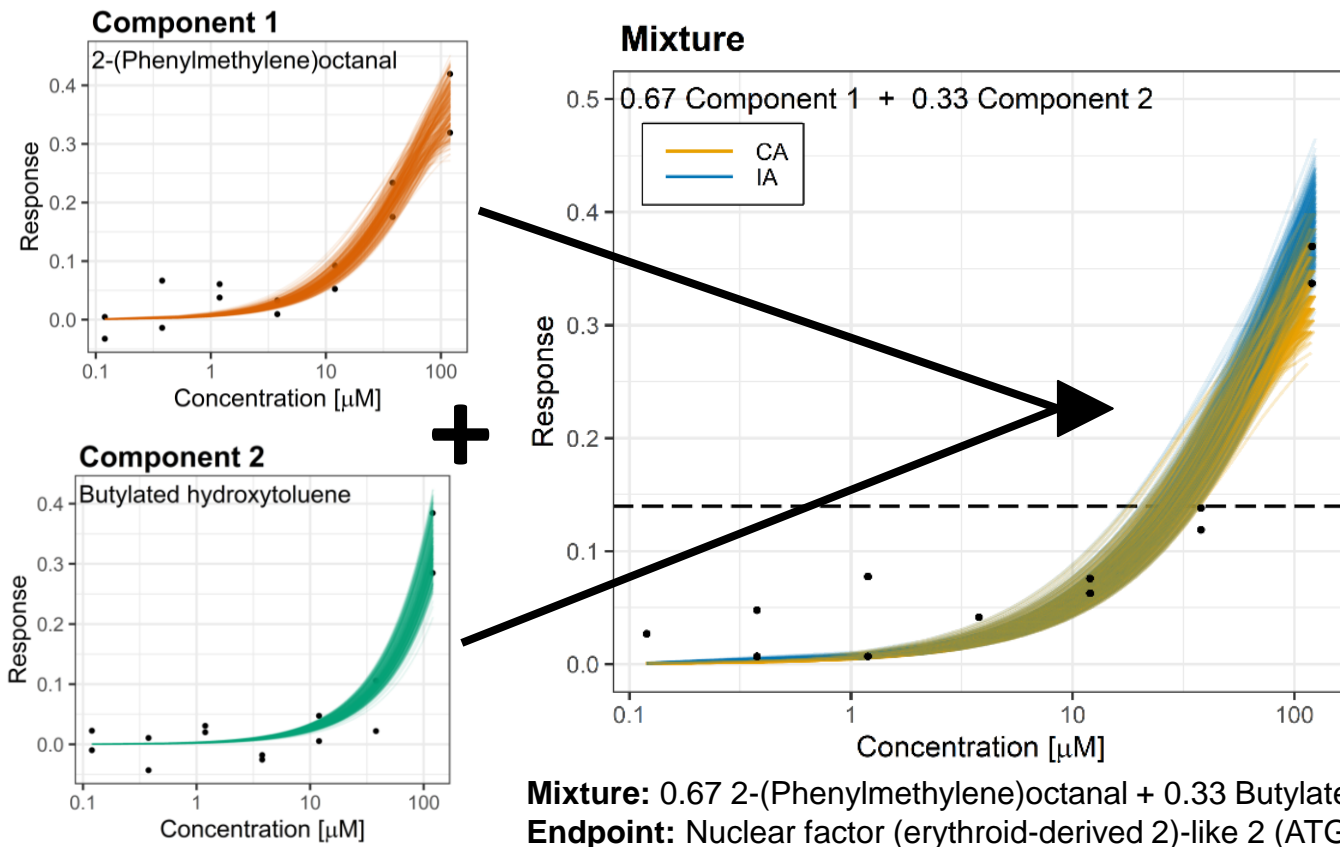 Component 1
2-(Phenylmethylene)octanal
0.4
0.3
0.2
0.1
0.0
Response
0.1 1 10 100
Concentration [μM]
+
Component 2
Butylated hydroxytoluene
0.4
0.3
0.2
0.1
0.0
Response
0.1 1 10 100
Concentration [μM]
Mixture
0.67 Component 1 + 0.33 Component 2
CA
IA
0.5
0.4
0.3
0.2
0.1
0.0
Response
0.1 1 10 100
Concentration [μM]
Mixture: 0.67 2-(Phenylmethylene)octanal + 0.33 Butylate
Endpoint: Nuclear factor (erythroid-derived 2)-like 2 (ATG